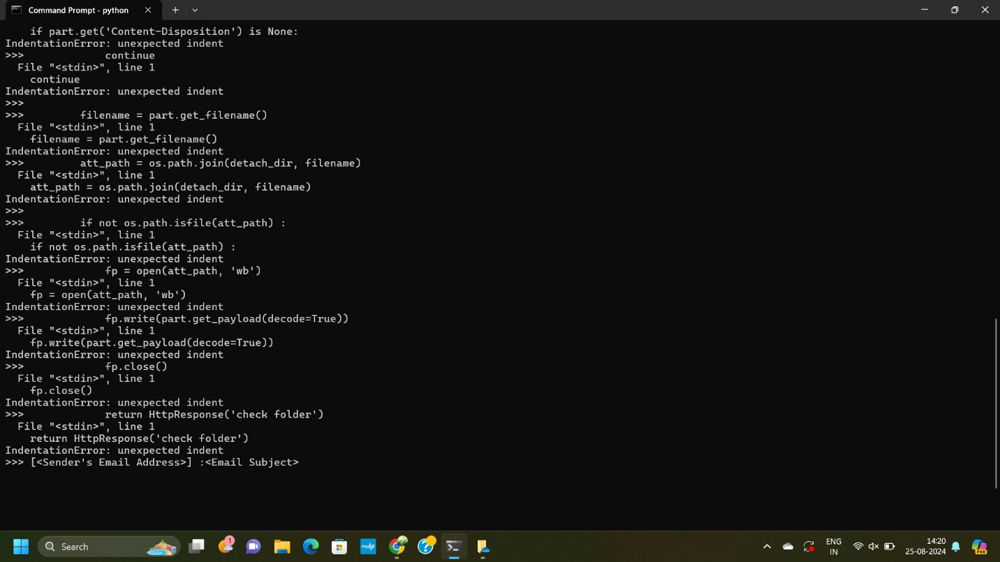 Command Prompt - python
    if part.get('Content-Disposition') is None:
IndentationError: unexpected indent
>>>             continue
  File "<stdin>", line 1
    continue
IndentationError: unexpected indent
>>>
>>>         filename = part.get_filename()
  File "<stdin>", line 1
    filename = part.get_filename()
IndentationError: unexpected indent
>>>         att_path = os.path.join(detach_dir, filename)
  File "<stdin>", line 1
    att_path = os.path.join(detach_dir, filename)
IndentationError: unexpected indent
>>>
>>>         if not os.path.isfile(att_path) :
  File "<stdin>", line 1
    if not os.path.isfile(att_path) :
IndentationError: unexpected indent
>>>             fp = open(att_path, 'wb')
  File "<stdin>", line 1
    fp = open(att_path, 'wb')
IndentationError: unexpected indent
>>>             fp.write(part.get_payload(decode=True))
  File "<stdin>", line 1
    fp.write(part.get_payload(decode=True))
IndentationError: unexpected indent
>>>             fp.close()
  File "<stdin>", line 1
    fp.close()
IndentationError: unexpected indent
>>>             return HttpResponse('check folder')
  File "<stdin>", line 1
    return HttpResponse('check folder')
IndentationError: unexpected indent
>>> [<Sender's Email Address>] :<Email Subject>
Search
1
myhp
ENG
IN
14:20
25-08-2024
PRE